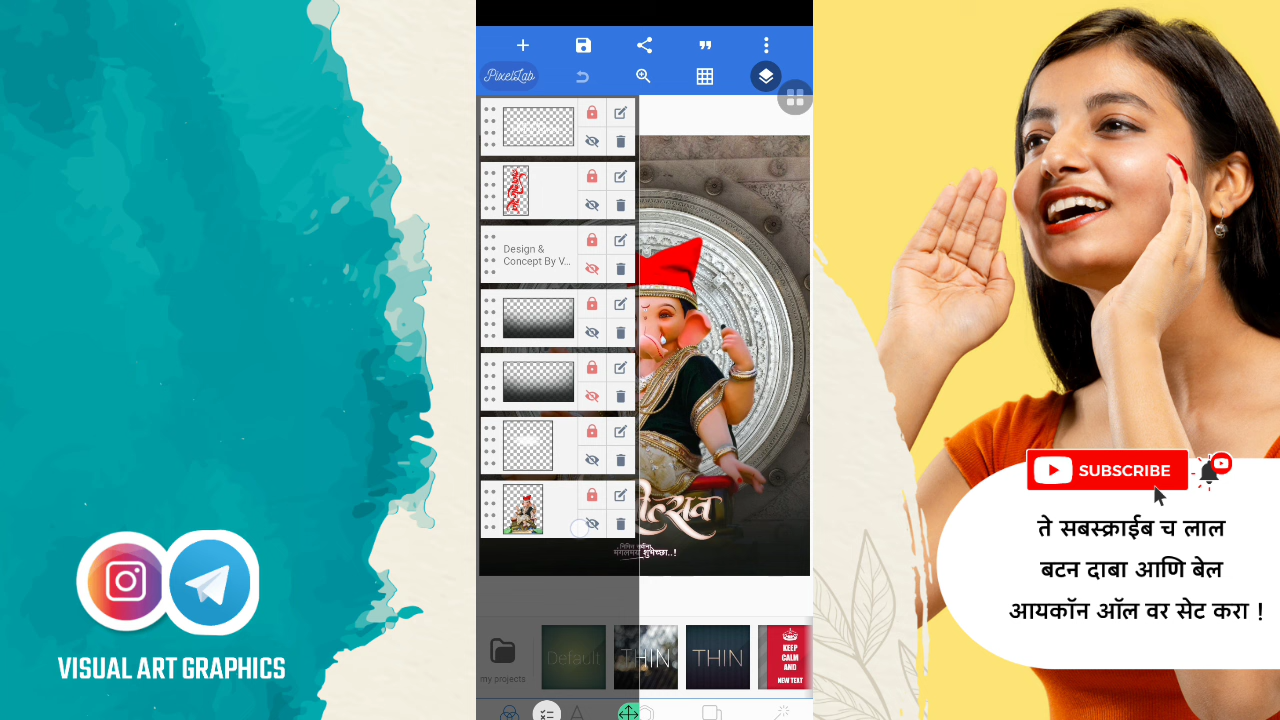 PixelLab
Design &
Concept By V...
त्सव
मंगलमय शुभेच्छा..!
my projects
Default
THIN
THIN
KEEP
CALM
AND
NEW TEXT
VISUAL ART GRAPHICS
SUBSCRIBE
ते सबस्क्राईब च लाल
बटन दाबा आणि बेल
आयकॉन ऑल वर सेट करा !